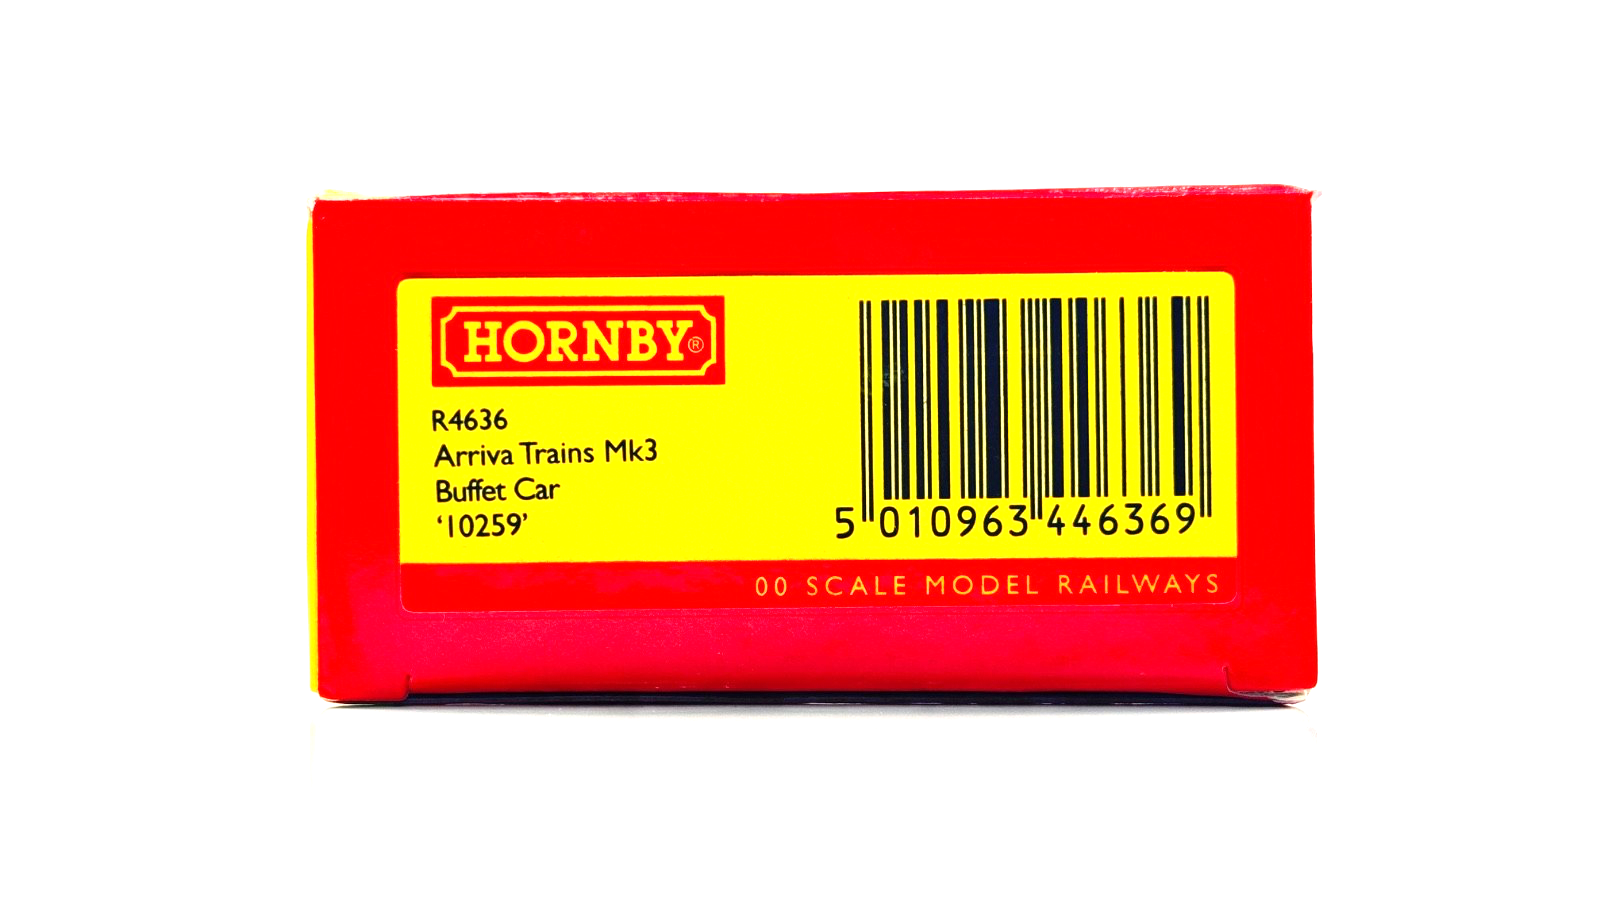 HORNBY®
R4636
Arriva Trains Mk3
Buffet Car
‘10259’
5 010963 446369
00 SCALE MODEL RAILWAYS